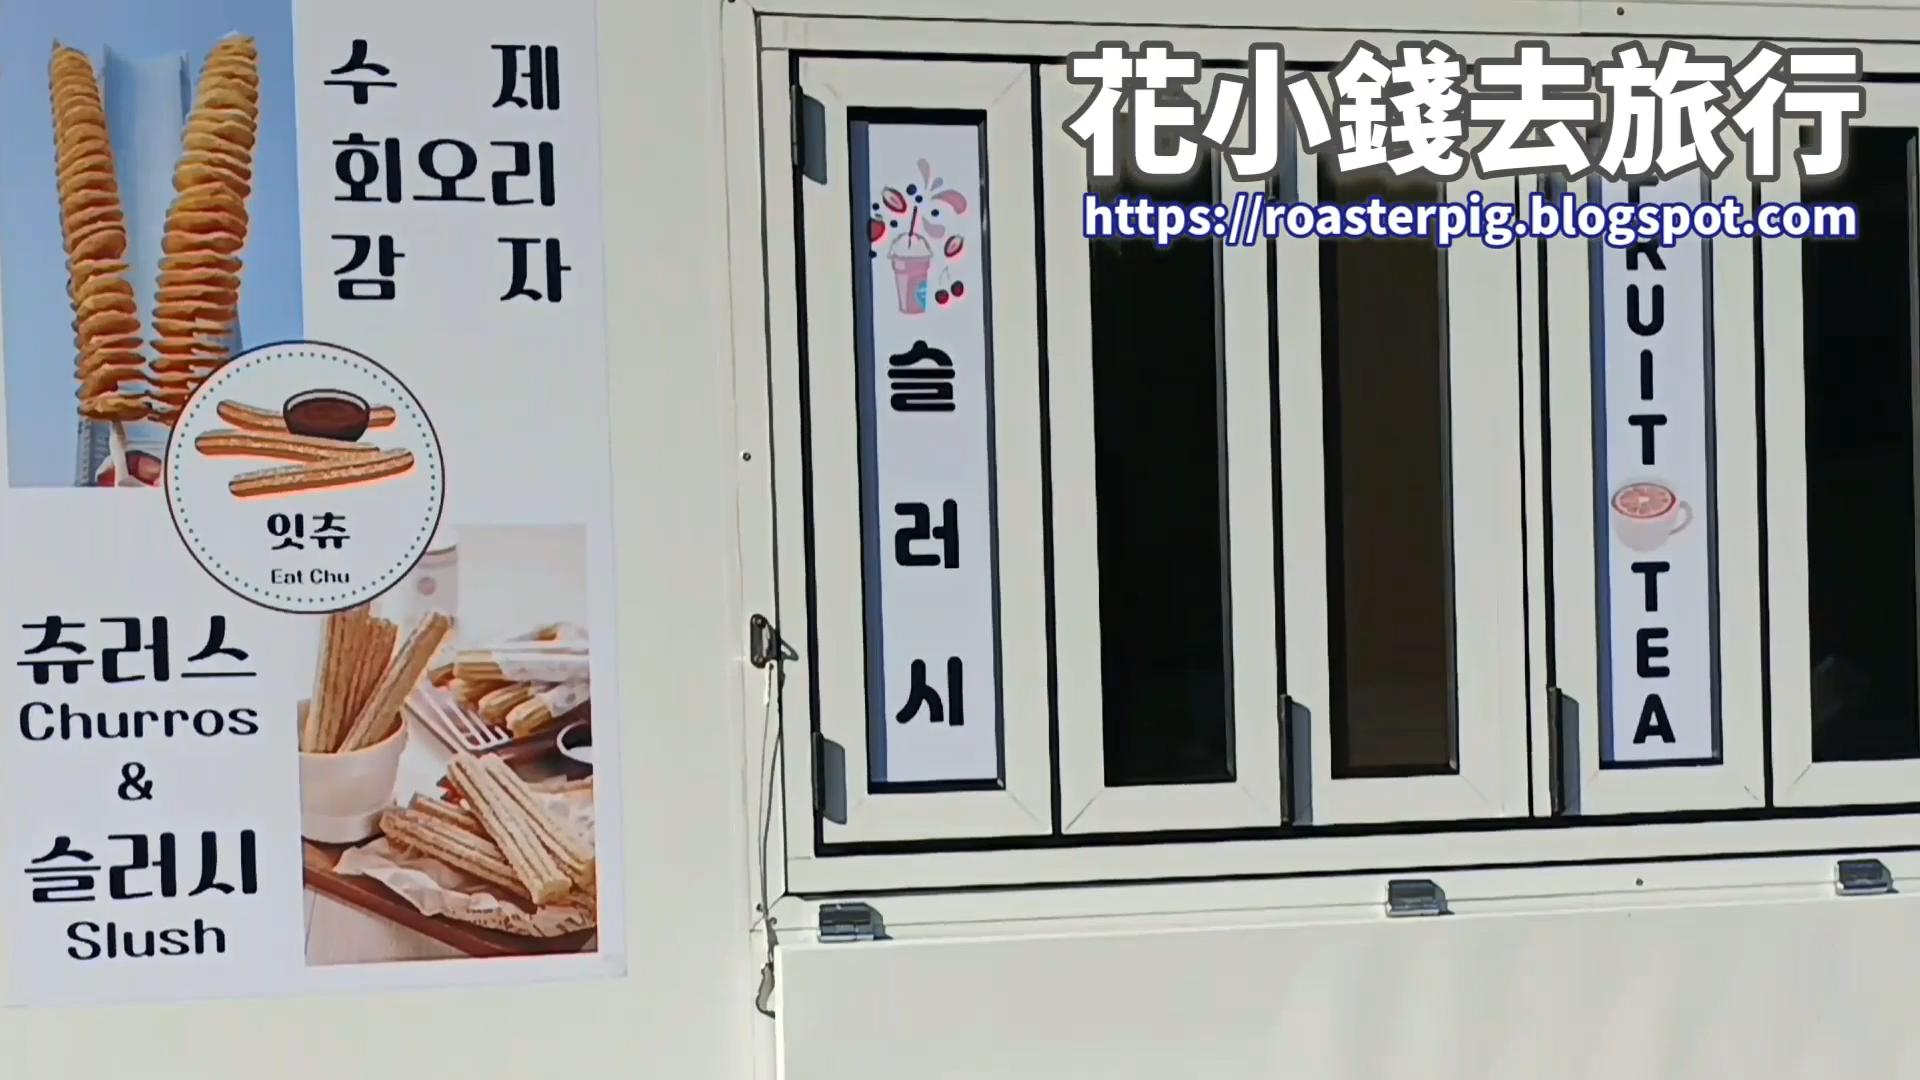 花小錢去旅行
https://roasterpig.blogspot.com
수 제
회오리
감 자
잇츄
Eat Chu
츄러스
Churros
&
슬러시
Slush
슬
러
시
FRUIT
TEA